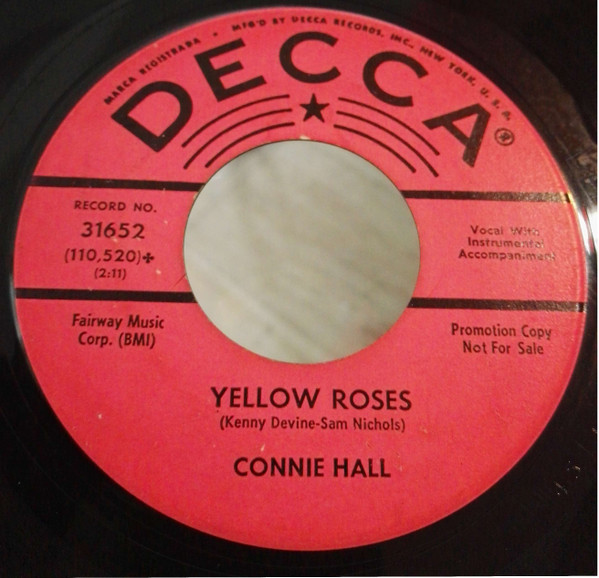 MARCA REGISTRADA • MFG'D BY DECCA RECORDS, INC., NEW YORK, U.S.A.
DECCA®
RECORD NO.
31652
(110,520)✤
(2:11)
Vocal With
Instrumental
Accompaniment
Fairway Music
Corp. (BMI)
Promotion Copy
Not For Sale
YELLOW ROSES
(Kenny Devine-Sam Nichols)
CONNIE HALL